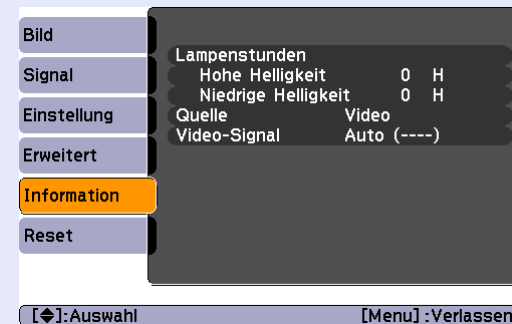 Bild
Signal
Einstellung
Erweitert
Information
Reset
Lampenstunden
Hohe Helligkeit 0 H
Niedrige Helligkeit 0 H
Quelle Video
Video-Signal Auto (----)
[◆]:Auswahl [Menu]:Verlassen